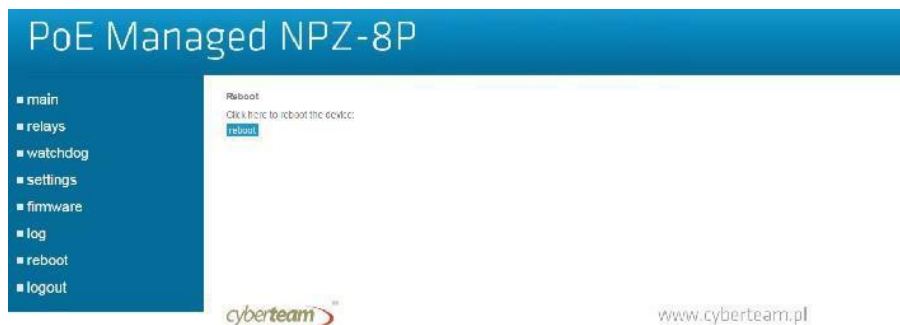 PoE Managed NPZ-8P
main
relays
watchdog
settings
firmware
log
reboot
logout
Reboot
Click here to reboot the device:
reboot
cyberteam
www.cyberteam.pl